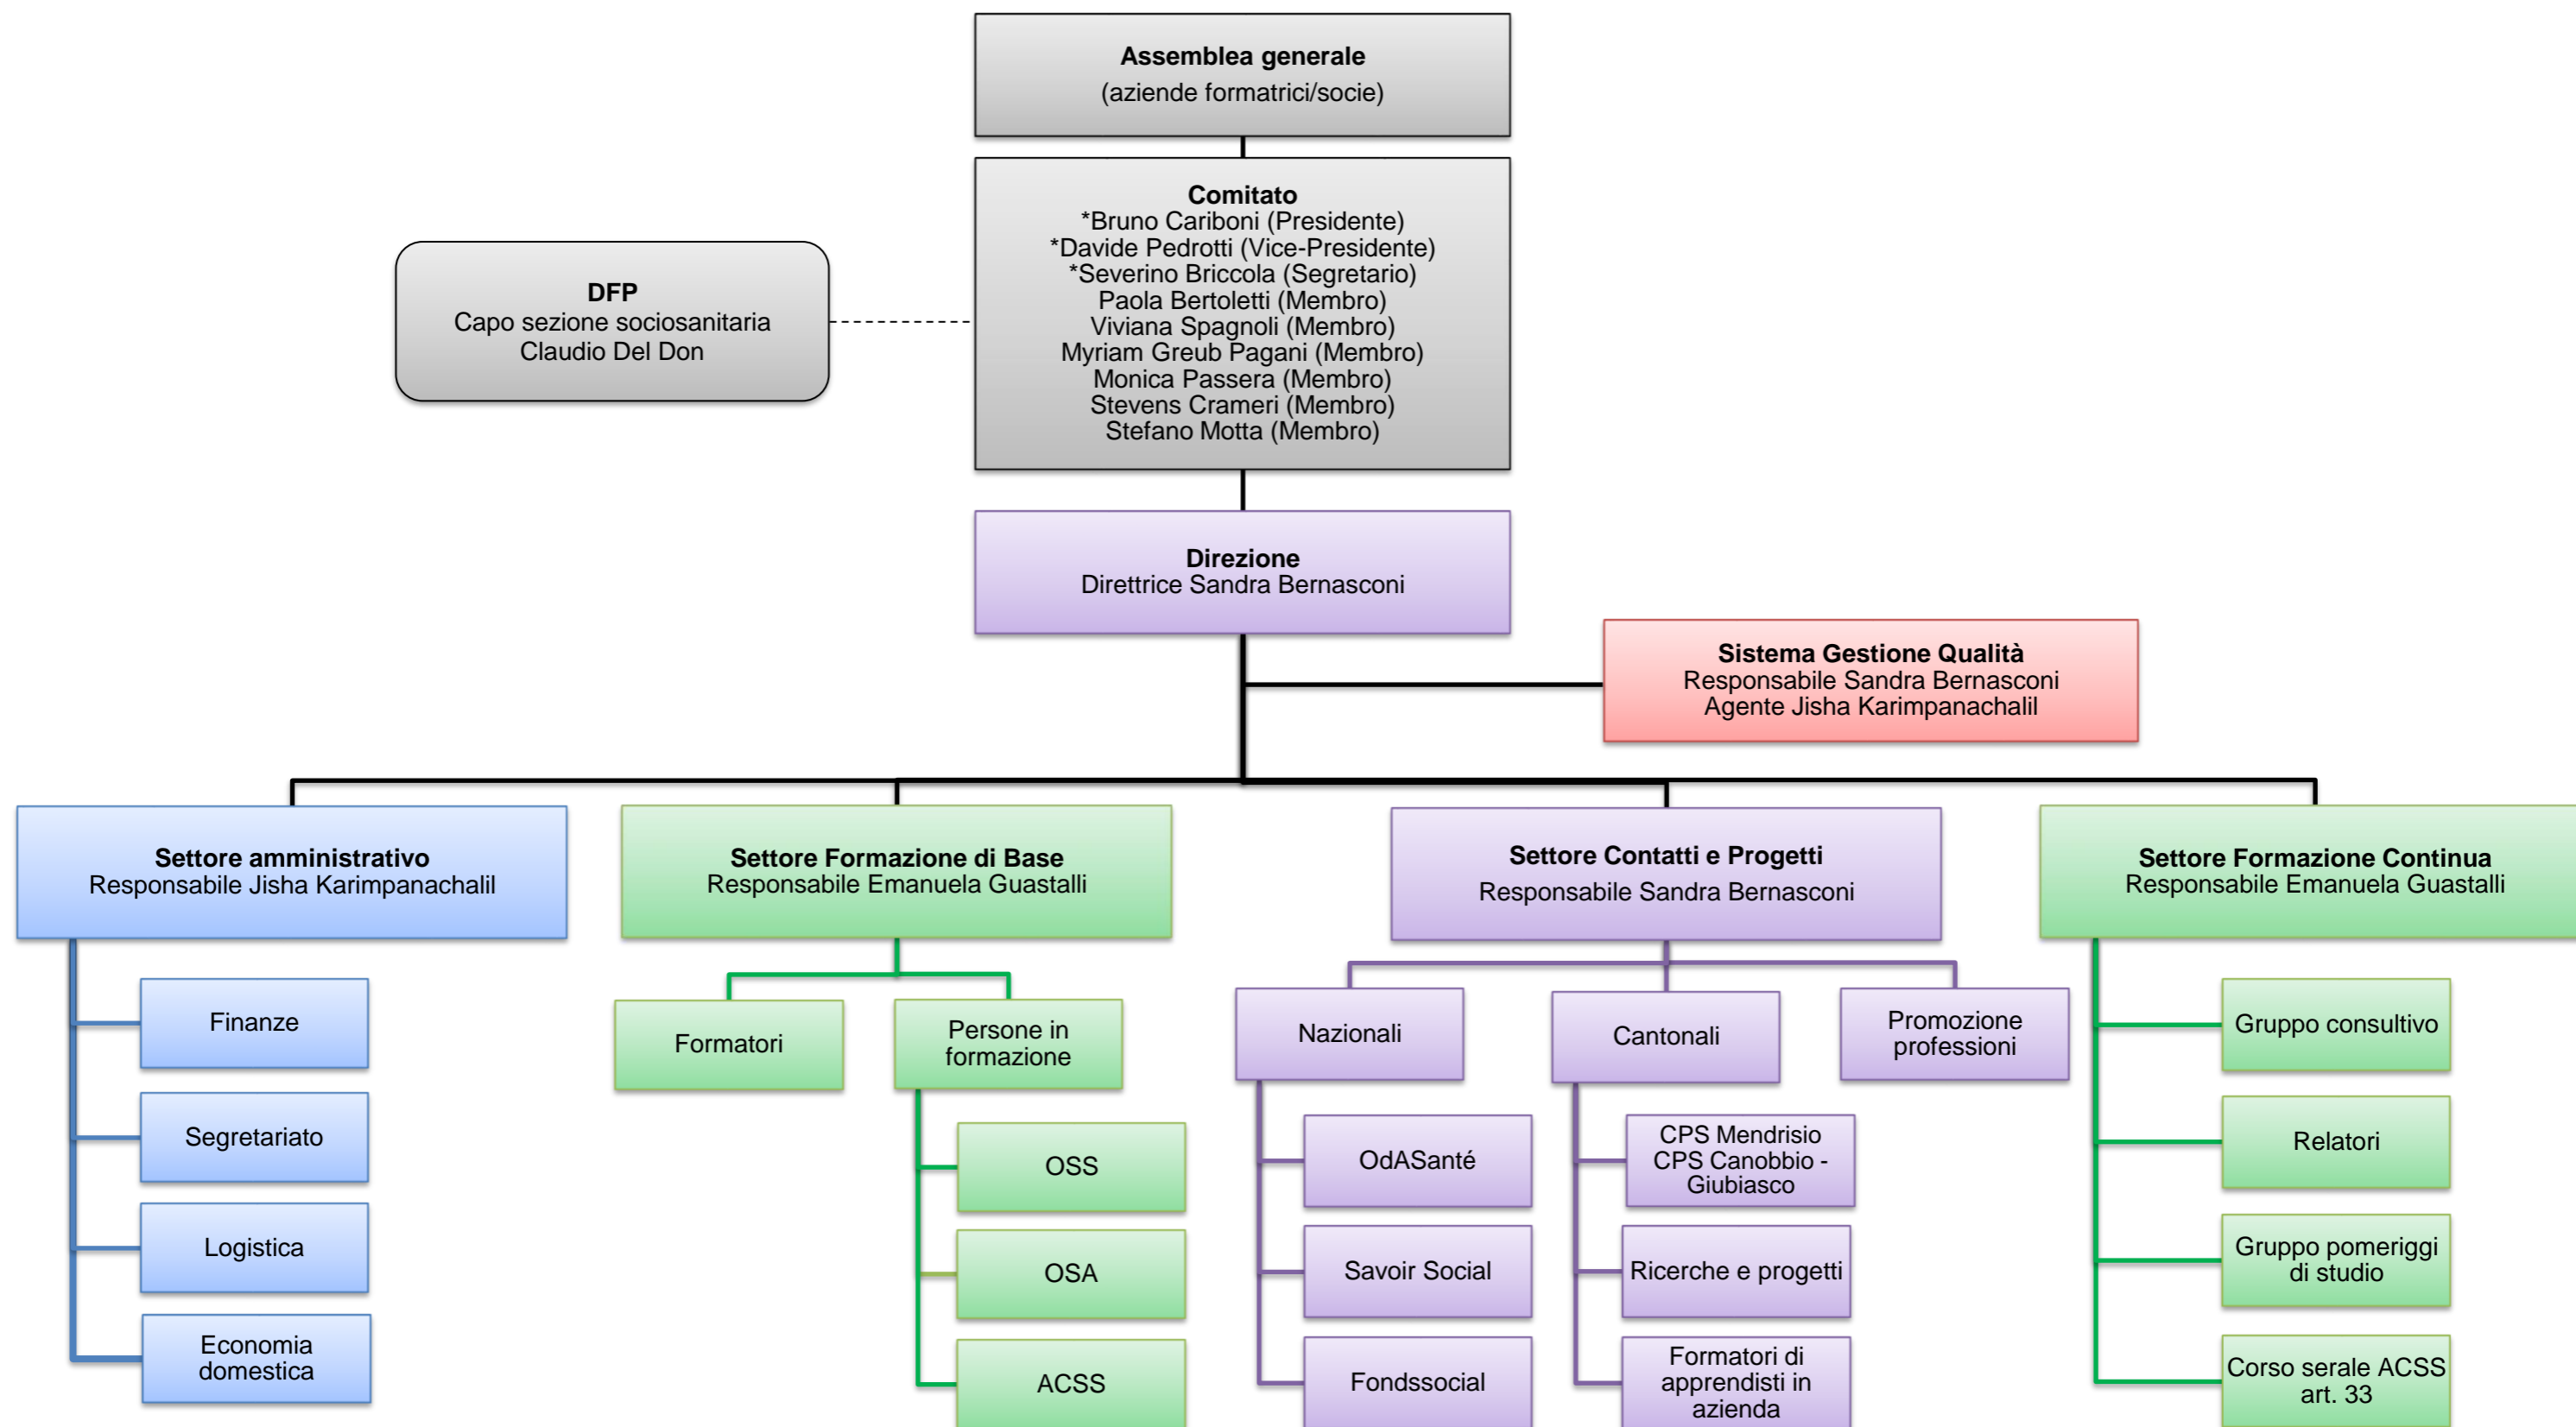 Assemblea generale
(aziende formatrici/socie)
Comitato
*Bruno Cariboni (Presidente)
*Davide Pedrotti (Vice-Presidente)
*Severino Briccola (Segretario)
Paola Bertoletti (Membro)
Viviana Spagnoli (Membro)
Myriam Greub Pagani (Membro)
Monica Passera (Membro)
Stevens Crameri (Membro)
Stefano Motta (Membro)
DFP
Capo sezione sociosanitaria
Claudio Del Don
Direzione
Direttrice Sandra Bernasconi
Sistema Gestione Qualità
Responsabile Sandra Bernasconi
Agente Jisha Karimpanachalil
Settore amministrativo
Responsabile Jisha Karimpanachalil
Finanze
Segretariato
Logistica
Economia
domestica
Settore Formazione di Base
Responsabile Emanuela Guastalli
Formatori
Persone in
formazione
OSS
OSA
ACSS
Settore Contatti e Progetti
Responsabile Sandra Bernasconi
Nazionali
OdASanté
Savoir Social
Fondssocial
Cantonali
CPS Mendrisio
CPS Canobbio -
Giubiasco
Ricerche e progetti
Formatori di
apprendisti in
azienda
Promozione
professioni
Settore Formazione Continua
Responsabile Emanuela Guastalli
Gruppo consultivo
Relatori
Gruppo pomeriggi
di studio
Corso serale ACSS
art. 33